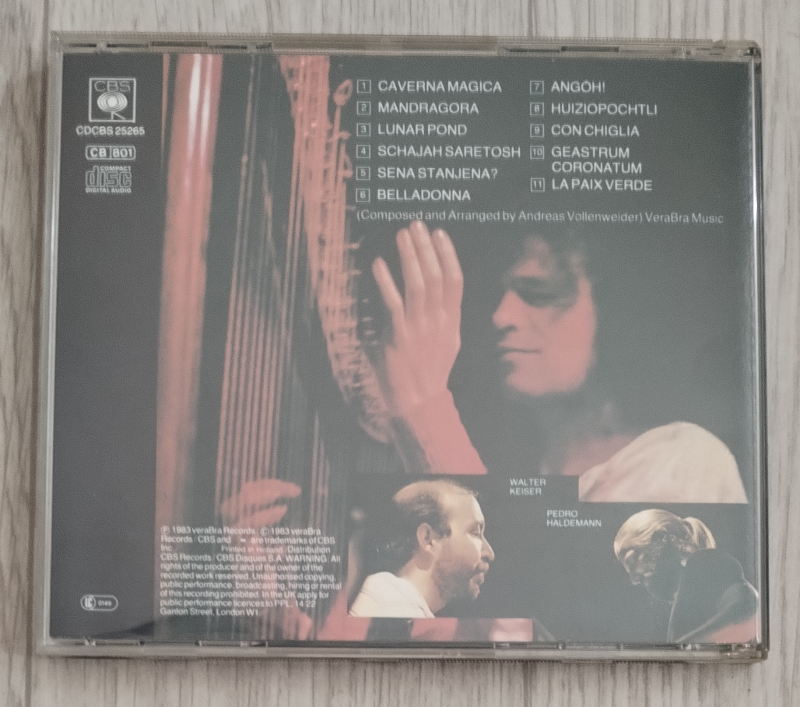 CBS
CDCBS 25265
CB 801
COMPACT
disc
DIGITAL AUDIO
1 CAVERNA MAGICA
2 MANDRAGORA
3 LUNAR POND
4 SCHAJAH SARETOSH
5 SENA STANJENA?
6 BELLADONNA
7 ANGÓH!
8 HUIZIOPOCHTLI
9 CON CHIGLIA
10 GEASTRUM
CORONATUM
11 LA PAIX VERDE
(Composed and Arranged by Andreas Vollenweider) VeraBra Music
WALTER
KEISER
PEDRO
HALDEMANN
℗ 1983 veraBra Records / © 1983 veraBra
Records / CBS and are trademarks of CBS
Inc. Printed in Holland / Distribution
CBS Records / CBS Disques S.A. WARNING: All
rights of the producer and of the owner of the
recorded work reserved. Unauthorised copying,
public performance, broadcasting, hiring or rental
of this recording prohibited. In the UK apply for
public performance licences to PPL, 14-22
Ganton Street, London W1.
LC 0149